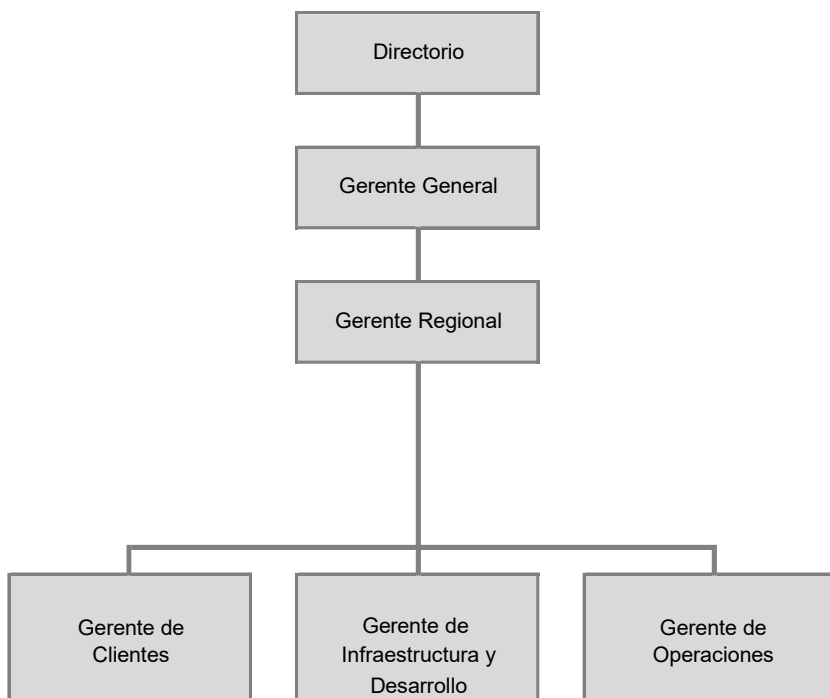 Directorio
Gerente General
Gerente Regional
Gerente de
Clientes
Gerente de
Infraestructura y
Desarrollo
Gerente de
Operaciones